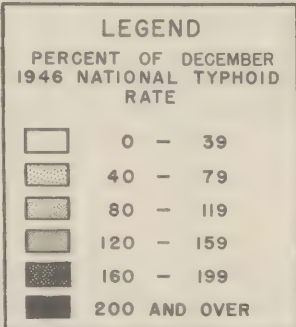 LEGEND
PERCENT OF DECEMBER
1946 NATIONAL TYPHOID
RATE
0 – 39
40 – 79
80 – 119
120 – 159
160 – 199
200 AND OVER